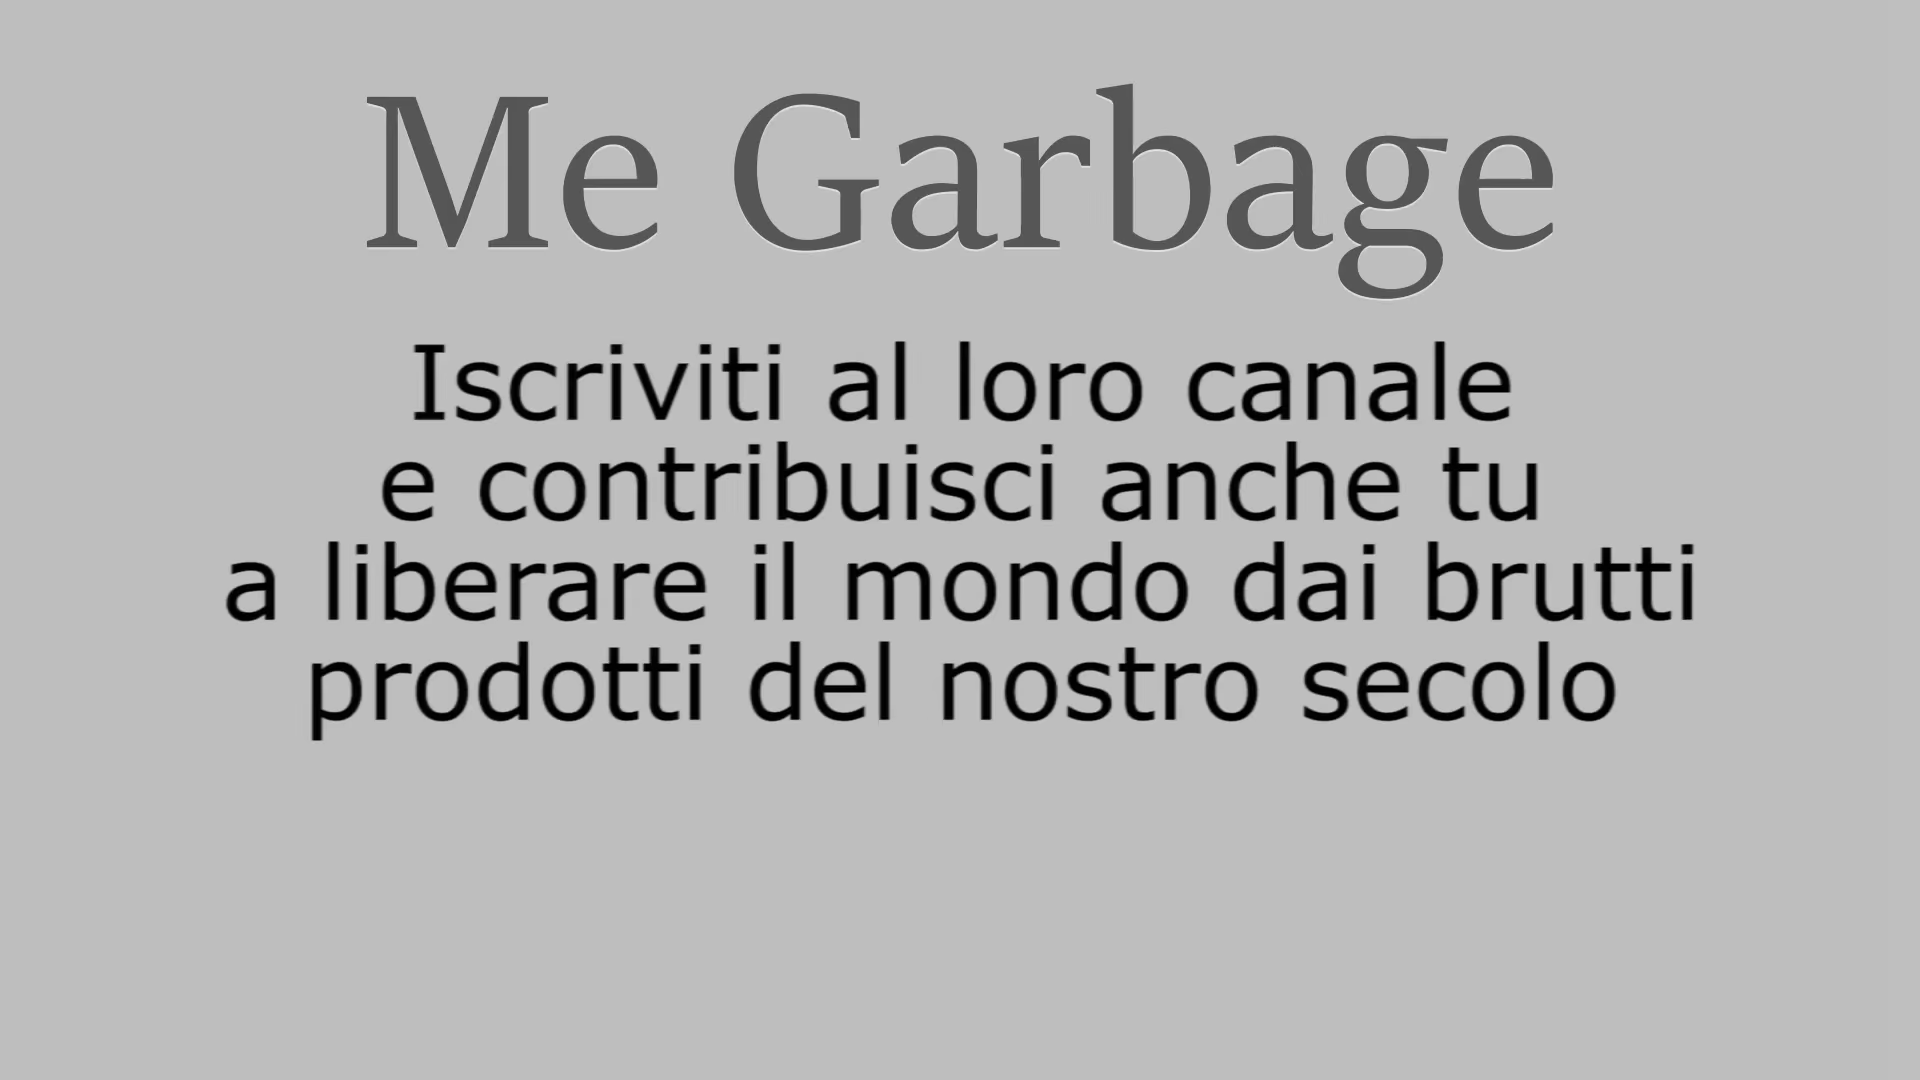 Me Garbage
Iscriviti al loro canale
e contribuisci anche tu
a liberare il mondo dai brutti
prodotti del nostro secolo